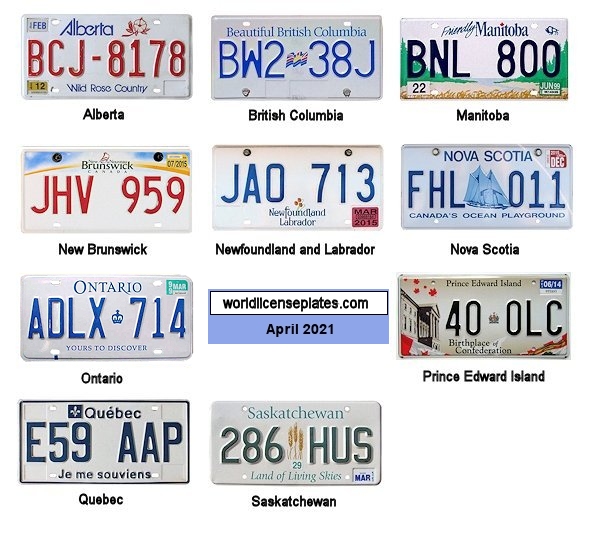 FEB
Alberta
BCJ-8178
12
Wild Rose Country
Alberta
Beautiful British Columbia
BW2 38J
British Columbia
Friendly Manitoba
BNL 800
22
JUN 99
Manitoba
Brunswick
CANADA
07/2015
JHV 959
New Brunswick
JAO 713
Newfoundland
Labrador
MAR
2015
Newfoundland and Labrador
NOVA SCOTIA
DEC
FHL 011
CANADA'S OCEAN PLAYGROUND
Nova Scotia
ONTARIO
MAR
ADLX 714
YOURS TO DISCOVER
Ontario
worldlicenseplates.com
April 2021
Prince Edward Island
06/14
40 OLC
Birthplace of
Confederation
Prince Edward Island
Québec
E59 AAP
Je me souviens
Quebec
Saskatchewan
286 HUS
29
Land of Living Skies
MAR
Saskatchewan